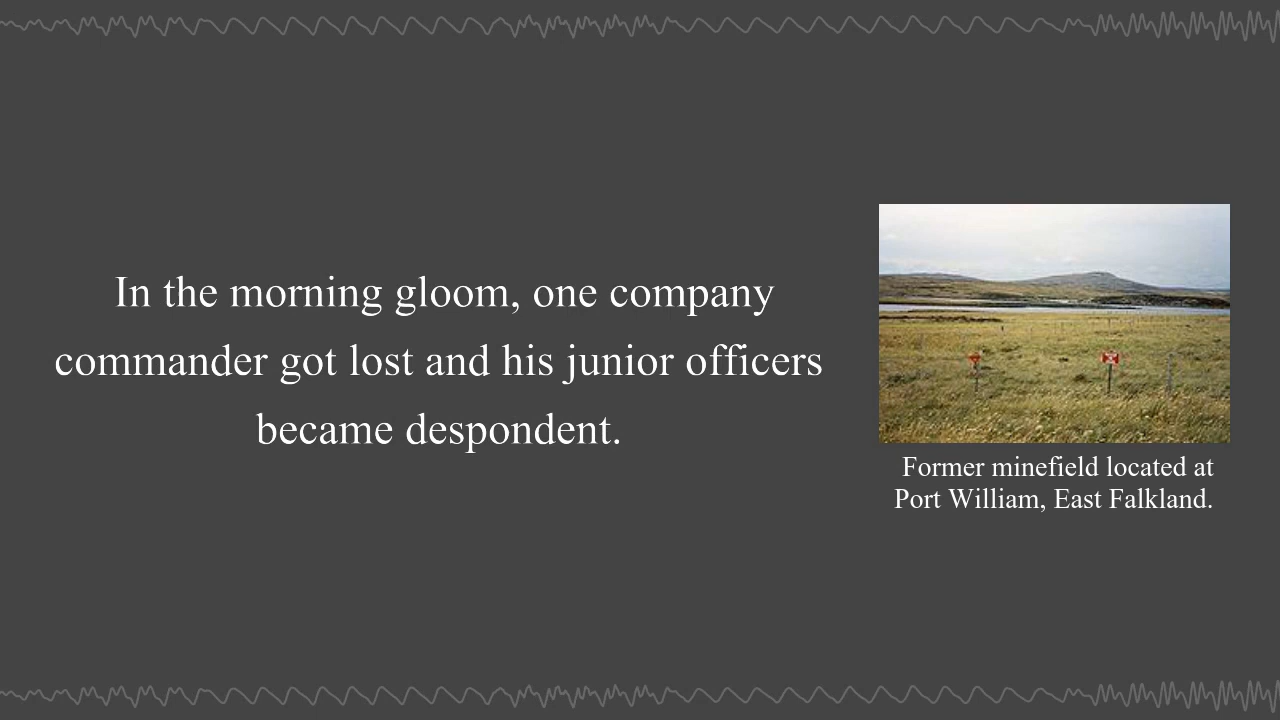 In the morning gloom, one company
commander got lost and his junior officers
became despondent.
Former minefield located at
Port William, East Falkland.